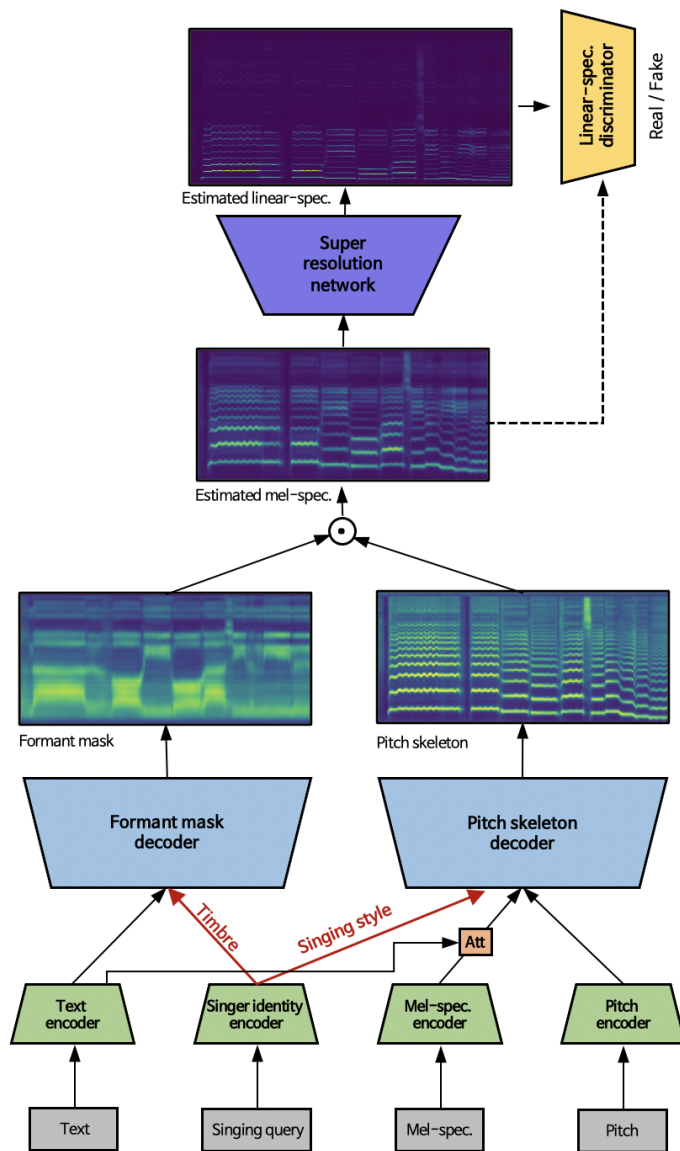 Linear-spec.
discriminator
Real / Fake
Estimated linear-spec.
Super
resolution
network
Estimated mel-spec.
Formant mask
Pitch skeleton
Formant mask
decoder
Pitch skeleton
decoder
Timbre
Singing style
Att
Text
encoder
Singer identity
encoder
Mel-spec.
encoder
Pitch
encoder
Text
Singing query
Mel-spec.
Pitch